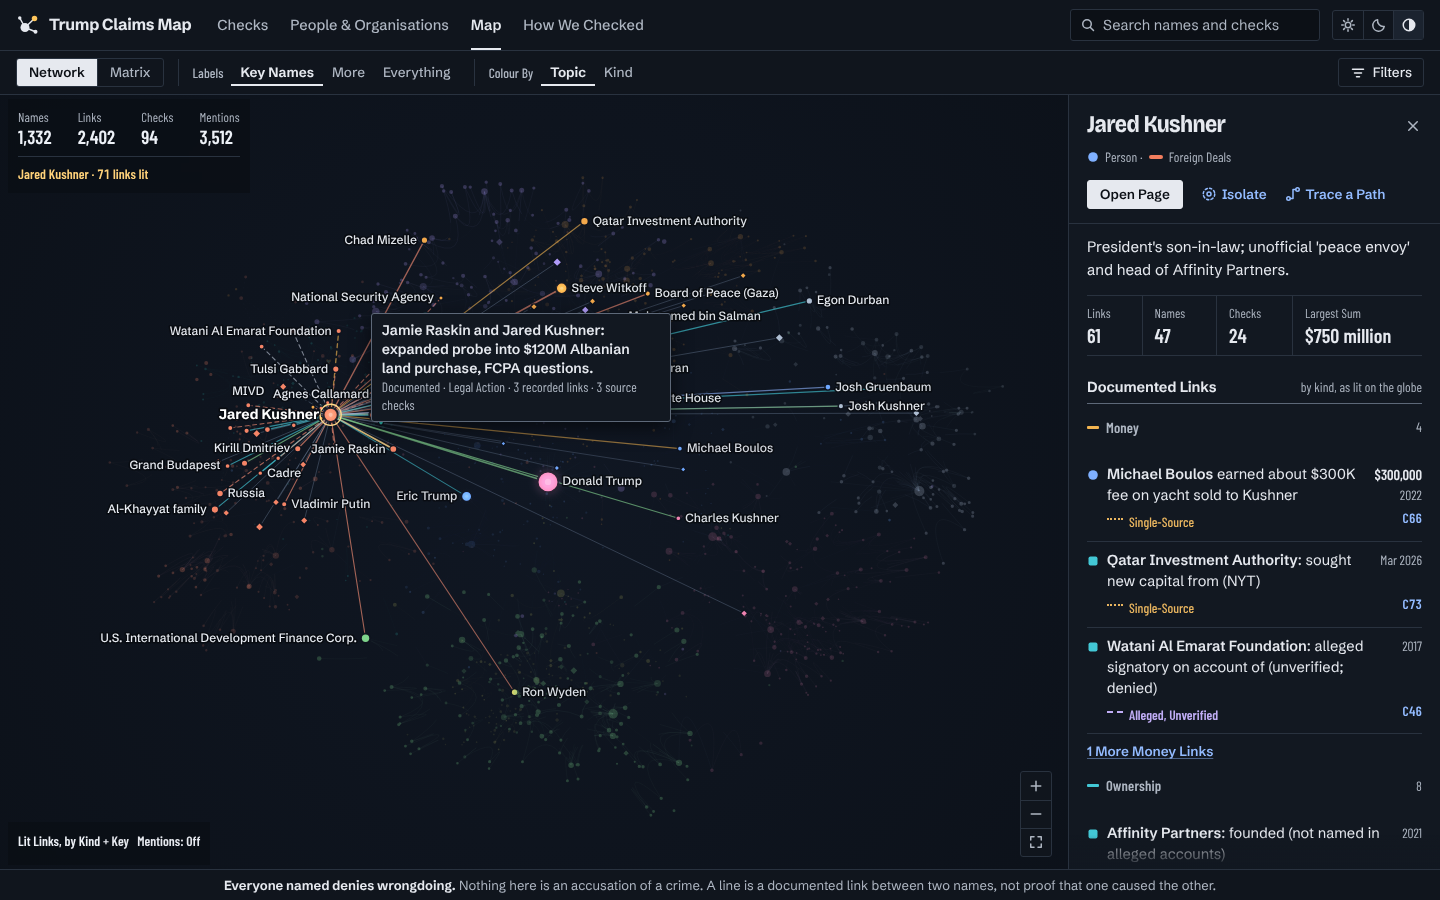 Trump Claims Map
Checks
People & Organisations
Map
How We Checked
Search names and checks
Network
Matrix
Labels
Key Names
More
Everything
Colour By
Topic
Kind
Filters
Names
Links
Checks
Mentions
1,332
2,402
94
3,512
Jared Kushner · 71 links lit
Qatar Investment Authority
Chad Mizelle
Steve Witkoff
Board of Peace (Gaza)
National Security Agency
Egon Durban
med bin Salman
Watani Al Emarat Foundation
Jamie Raskin and Jared Kushner:
expanded probe into $120M Albanian
land purchase, FCPA questions.
Documented · Legal Action · 3 recorded links · 3 source
checks
Tulsi Gabbard
ran
MIVD
Agnes Callamard
te House
Josh Gruenbaum
Josh Kushner
Jared Kushner
Kirill Dmitriev
Jamie Raskin
Michael Boulos
Grand Budapest
Cadre
Donald Trump
Russia
Eric Trump
Vladimir Putin
Al-Khayyat family
Charles Kushner
U.S. International Development Finance Corp.
Ron Wyden
Lit Links, by Kind + Key
Mentions: Off
Jared Kushner
Person ·
Foreign Deals
Open Page
Isolate
Trace a Path
President's son-in-law; unofficial 'peace envoy'
and head of Affinity Partners.
Links
Names
Checks
Largest Sum
61
47
24
$750 million
Documented Links
by kind, as lit on the globe
Money
4
Michael Boulos earned about $300K
fee on yacht sold to Kushner
$300,000
2022
Single-Source
C66
Qatar Investment Authority: sought
new capital from (NYT)
Mar 2026
Single-Source
C73
Watani Al Emarat Foundation: alleged
signatory on account of (unverified;
denied)
2017
Alleged, Unverified
C46
1 More Money Links
Ownership
8
Affinity Partners: founded (not named in
alleged accounts)
2021
Everyone named denies wrongdoing. Nothing here is an accusation of a crime. A line is a documented link between two names, not proof that one caused the other.